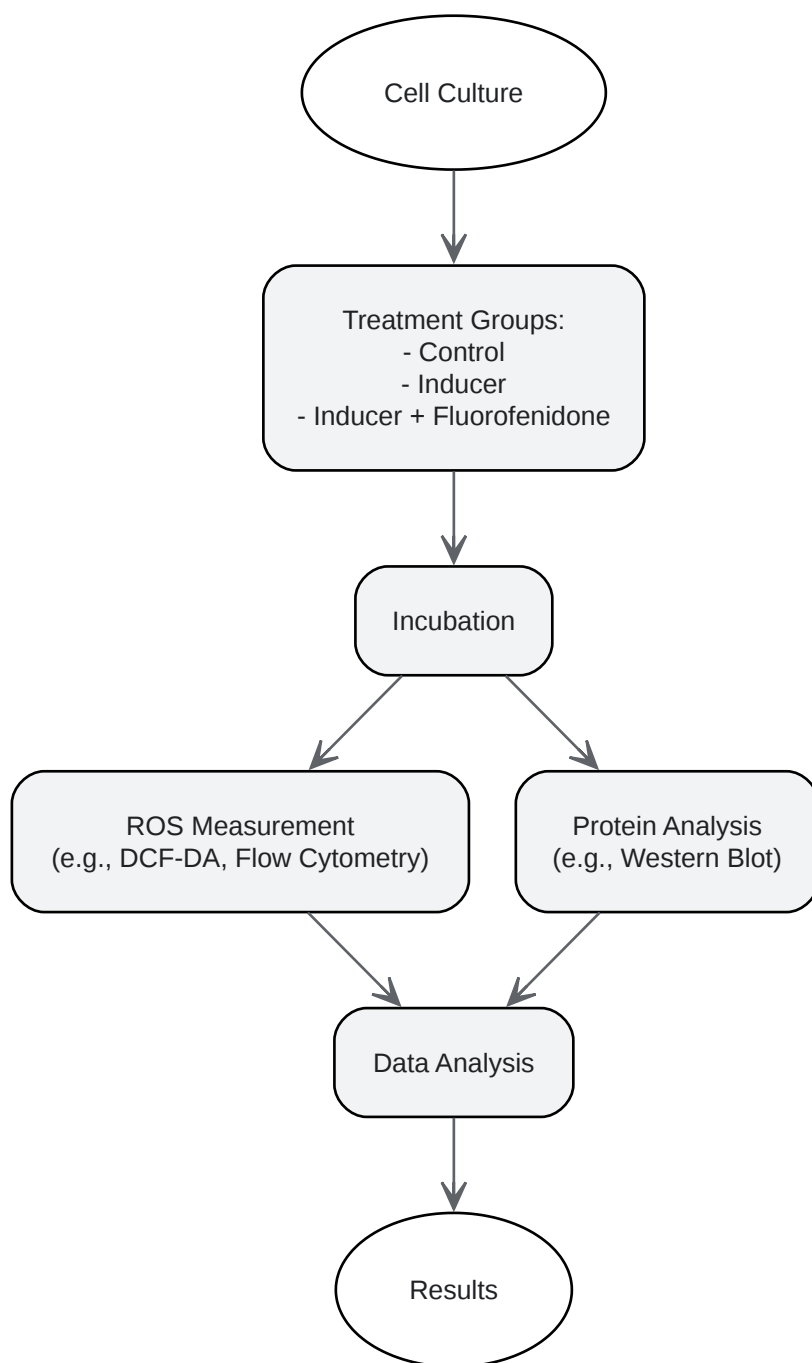 Cell Culture
Treatment Groups:
- Control
- Inducer
- Inducer + Fluorofenidone
Incubation
ROS Measurement
(e.g., DCF-DA, Flow Cytometry)
Protein Analysis
(e.g., Western Blot)
Data Analysis
Results